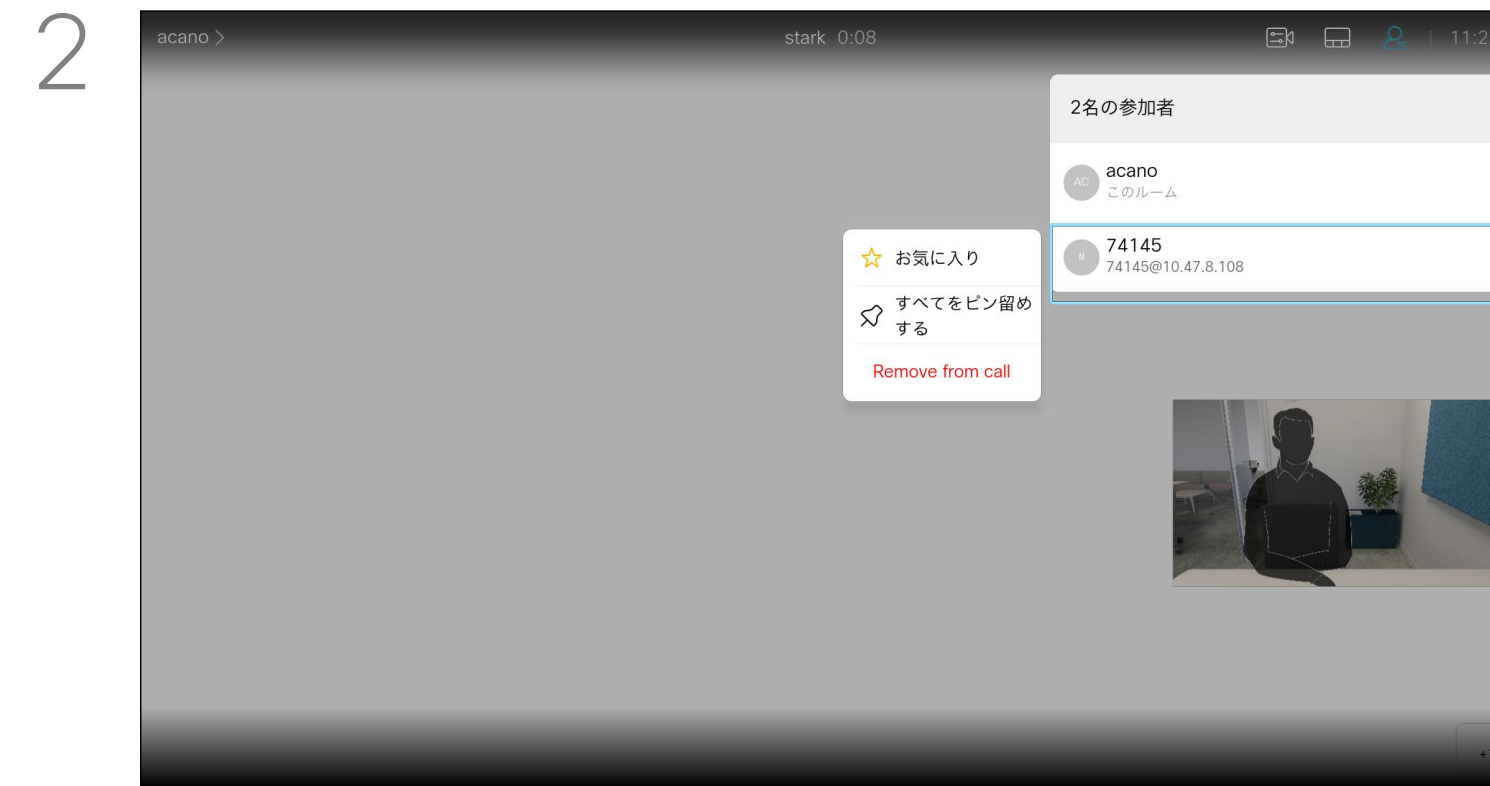 2
acano
stark 0:08
11:2
2名の参加者
AC
acano
このルーム
#
74145
74145@10.47.8.108
お気に入り
すべてをピン留め
する
Remove from call
+